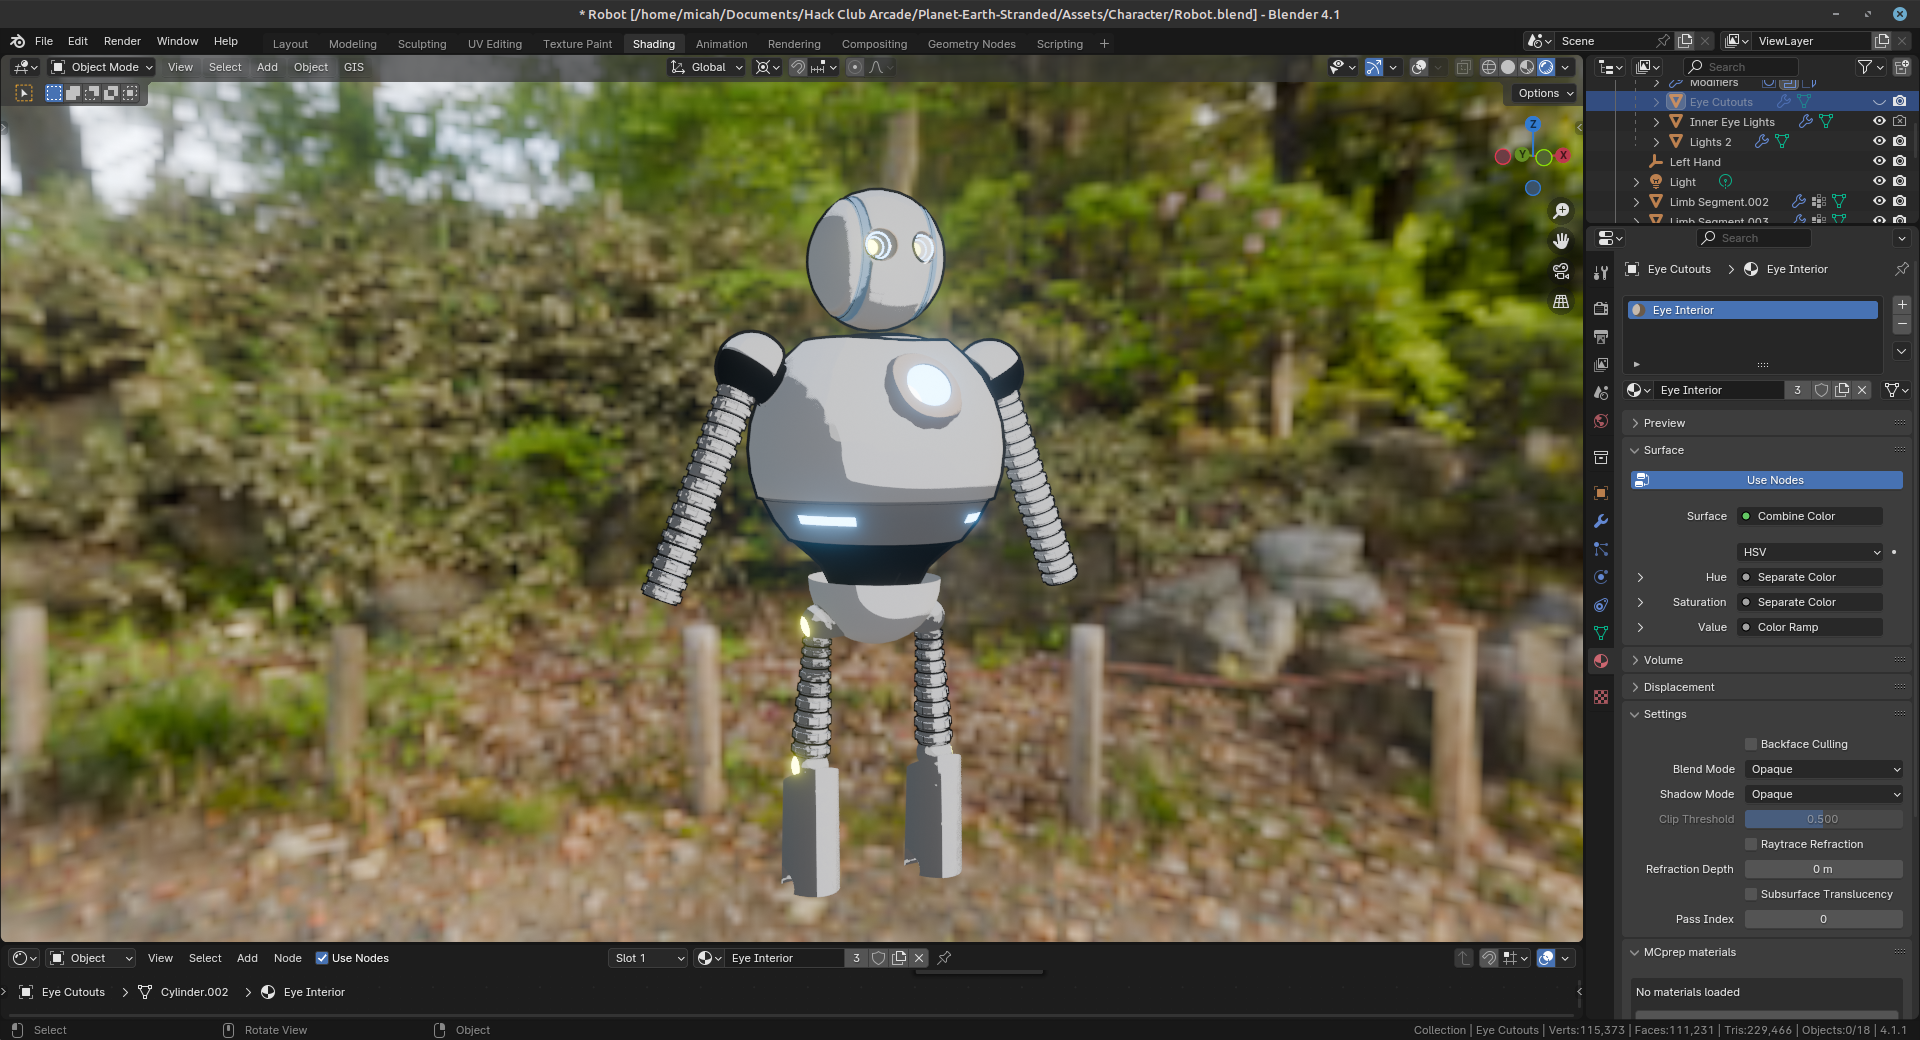 * Robot [/home/micah/Documents/Hack Club Arcade/Planet-Earth-Stranded/Assets/Character/Robot.blend] - Blender 4.1
File Edit Render Window Help
Layout Modeling Sculpting UV Editing Texture Paint Shading Animation Rendering Compositing Geometry Nodes Scripting +
Scene ViewLayer
Object Mode View Select Add Object GIS Global
Options
Z
Y X
Search
Modifiers
Eye Cutouts
Inner Eye Lights
Lights 2
Left Hand
Light
Limb Segment.002
Limb Segment.003
Search
Eye Cutouts > Eye Interior
Eye Interior
Eye Interior 3
Preview
Surface
Use Nodes
Surface Combine Color
HSV
Hue Separate Color
Saturation Separate Color
Value Color Ramp
Volume
Displacement
Settings
Backface Culling
Blend Mode Opaque
Shadow Mode Opaque
Clip Threshold 0.500
Raytrace Refraction
Refraction Depth 0 m
Subsurface Translucency
Pass Index 0
MCprep materials
No materials loaded
Object View Select Add Node Use Nodes Slot 1 Eye Interior 3
Eye Cutouts > Cylinder.002 > Eye Interior
Select Rotate View Object
Collection | Eye Cutouts | Verts:115,373 | Faces:111,231 | Tris:229,466 | Objects:0/18 | 4.1.1